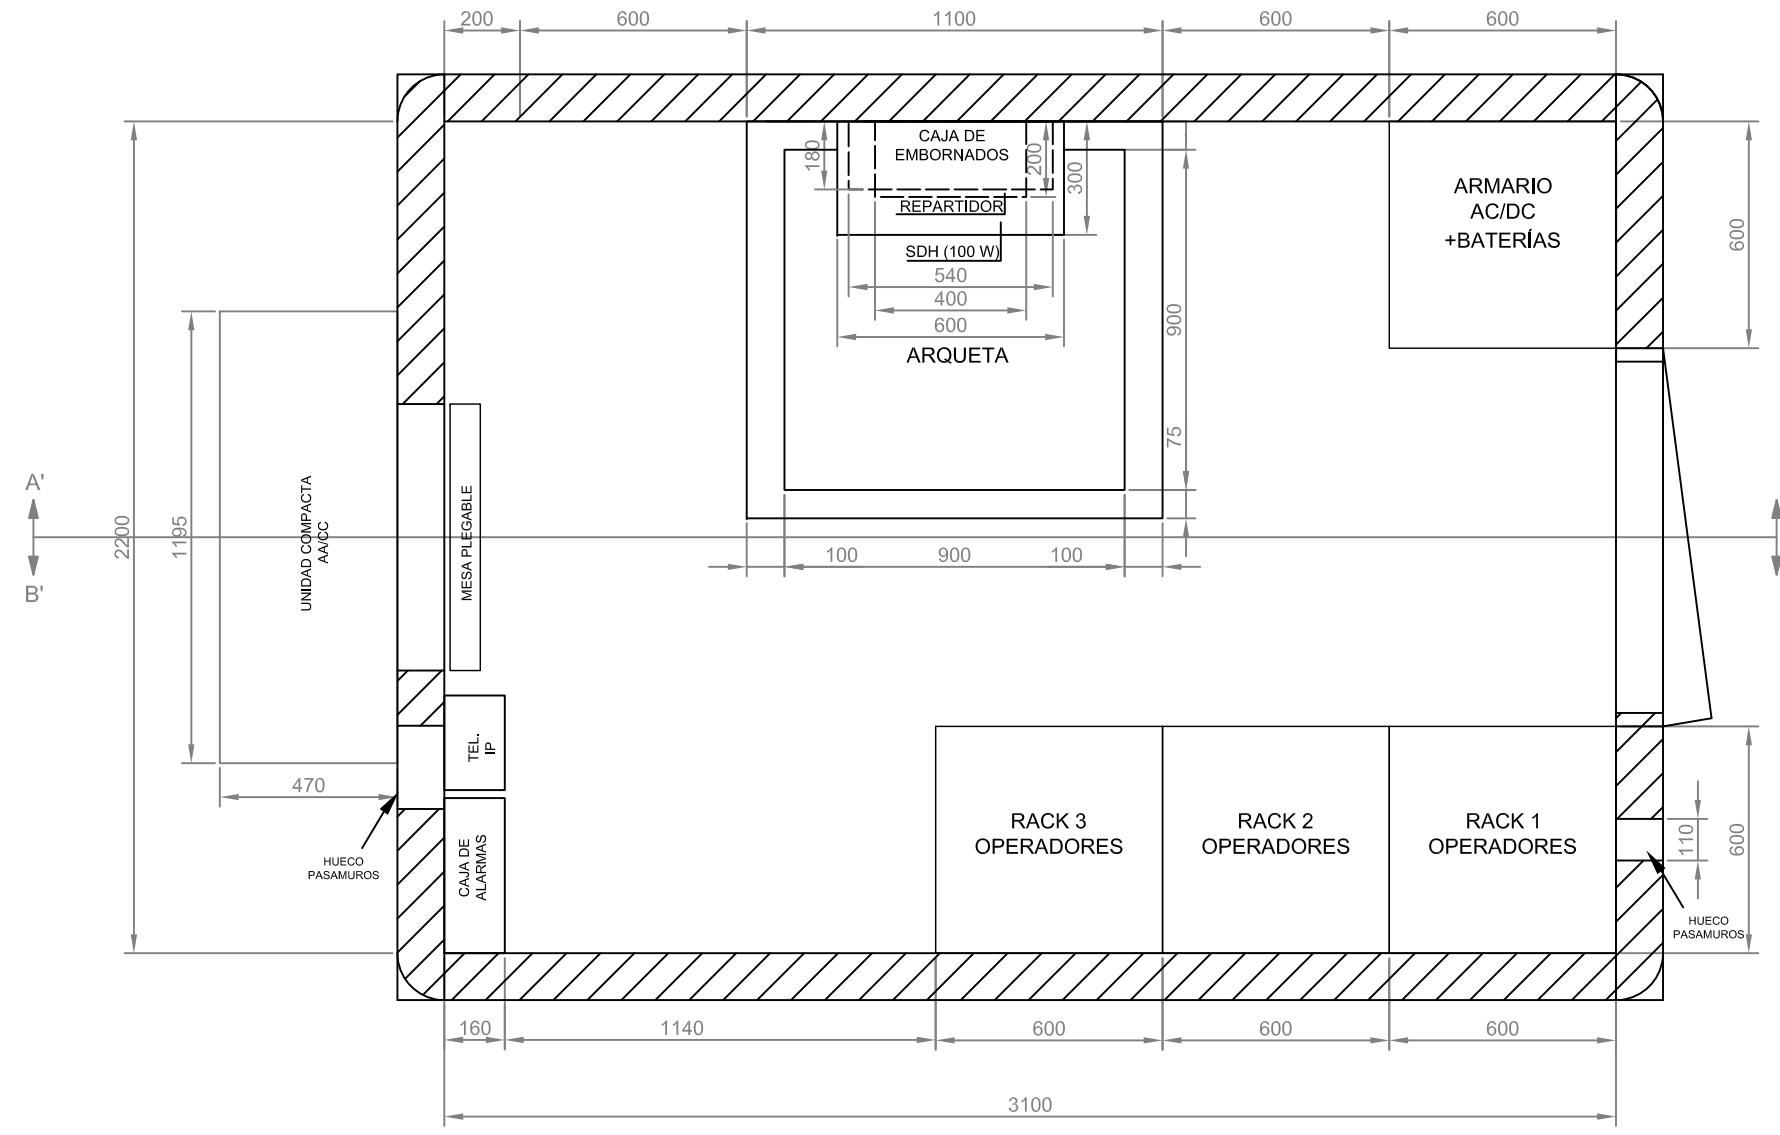 200
600
1100
600
600
CAJA DE
EMBORNADOS
180
200
300
REPARTIDOR
SDH (100 W)
540
400
600
ARQUETA
900
75
100
900
100
ARMARIO
AC/DC
+BATERÍAS
600
A'
B'
2200
1195
UNIDAD COMPACTA
AA/CC
MESA PLEGABLE
470
HUECO
PASAMUROS
TEL.
IP
CAJA DE
ALARMAS
RACK 3
OPERADORES
RACK 2
OPERADORES
RACK 1
OPERADORES
110
600
HUECO
PASAMUROS
160
1140
600
600
600
3100